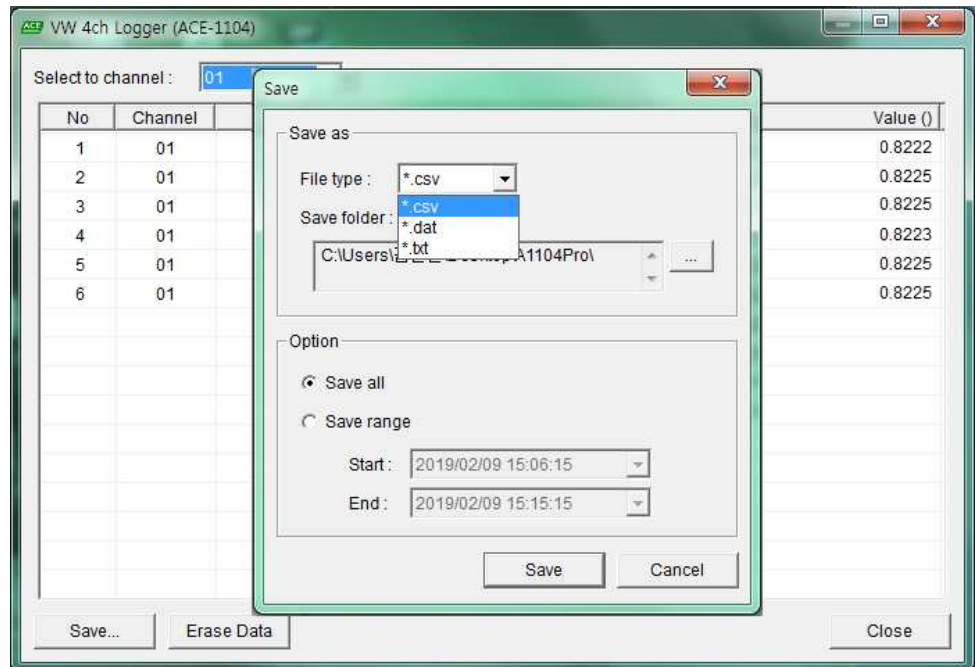 ACE VW 4ch Logger (ACE-1104)
Select to channel : 01
Save
No Channel Value ()
1 01 0.8222
2 01 0.8225
3 01 0.8225
4 01 0.8223
5 01 0.8225
6 01 0.8225
Save as
File type : *.csv
*.csv
*.dat
*.txt
Save folder :
C:\Users\ \A1104Pro\
...
Option
Save all
Save range
Start : 2019/02/09 15:06:15
End : 2019/02/09 15:15:15
Save Cancel
Save... Erase Data Close